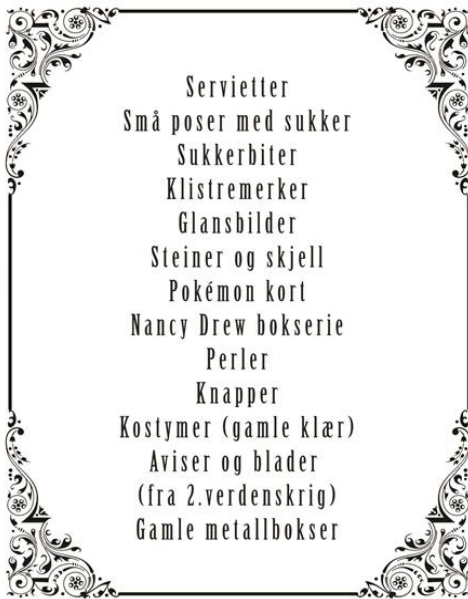 Servietter
Små poser med sukker
Sukkerbiter
Klistremerker
Glansbilder
Steiner og skjell
Pokémon kort
Nancy Drew bokserie
Perler
Knapper
Kostymer (gamle klær)
Aviser og blader
(fra 2.verdenskrig)
Gamle metallbokser